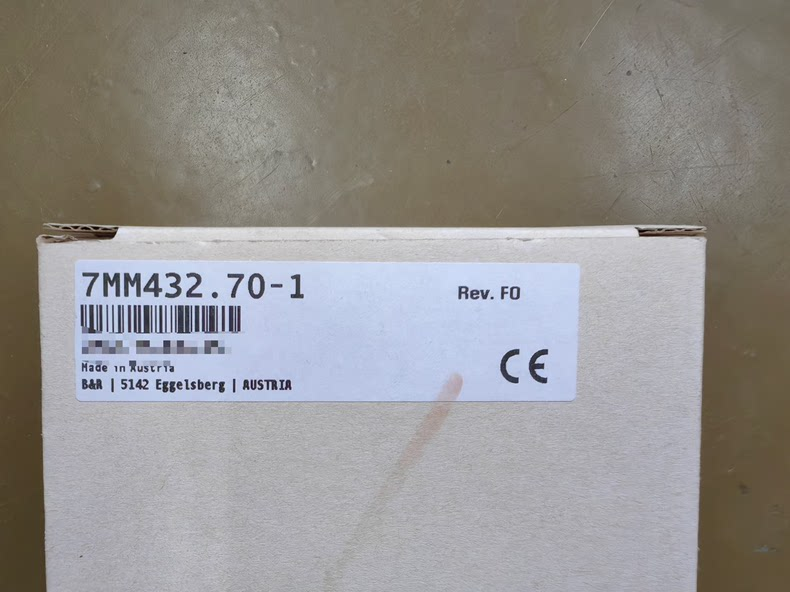 7MM432.70-1
Rev. F0
Made in Austria
CE
B&R | 5142 Eggelsberg | AUSTRIA